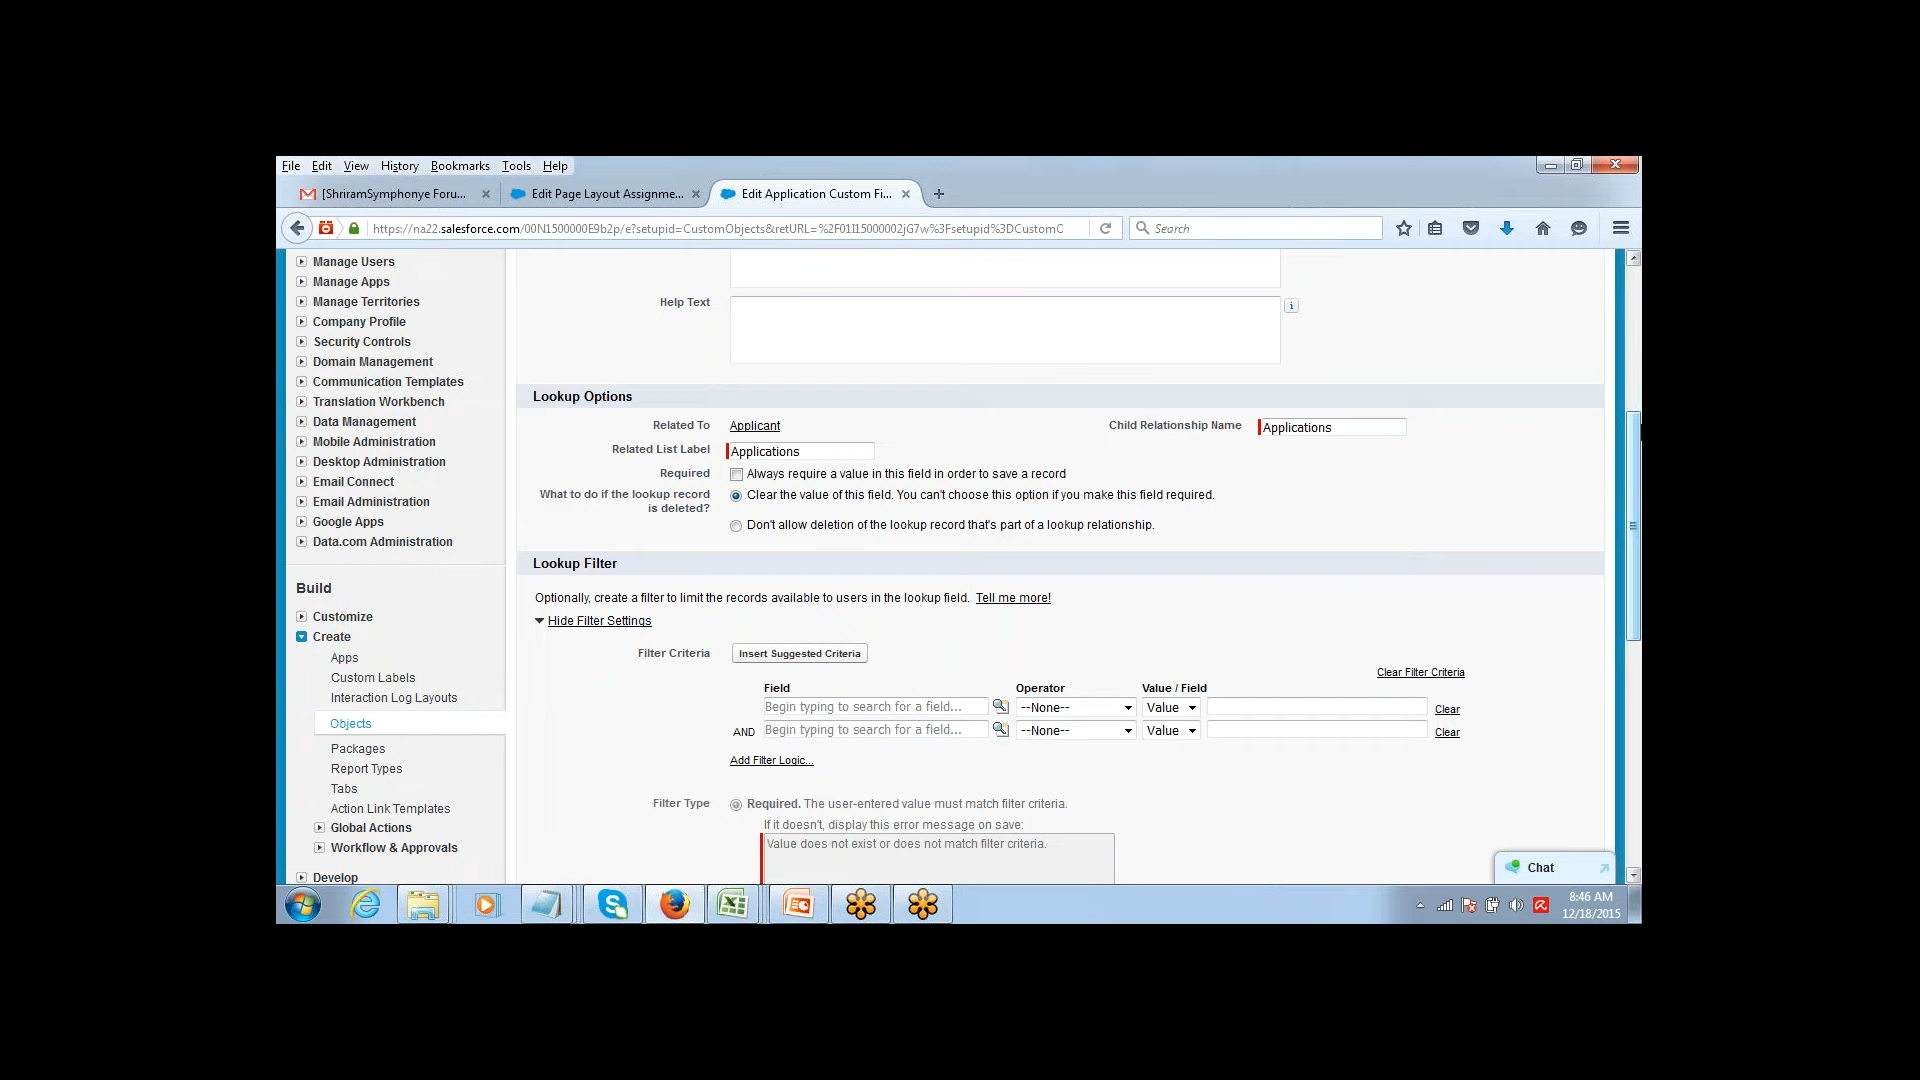 File Edit View History Bookmarks Tools Help
[ShriramSymphonye Foru...
Edit Page Layout Assignme...
Edit Application Custom Fi...
https://na22.salesforce.com/00N1500000E9b2p/e?setupid=CustomObjects&retURL=%2F01I15000002jG7w%3Fsetupid%3DCustomC
Search
Manage Users
Manage Apps
Manage Territories
Company Profile
Security Controls
Domain Management
Communication Templates
Translation Workbench
Data Management
Mobile Administration
Desktop Administration
Email Connect
Email Administration
Google Apps
Data.com Administration
Build
Customize
Create
Apps
Custom Labels
Interaction Log Layouts
Objects
Packages
Report Types
Tabs
Action Link Templates
Global Actions
Workflow & Approvals
Develop
Help Text
Lookup Options
Related To Applicant
Child Relationship Name Applications
Related List Label Applications
Required Always require a value in this field in order to save a record
What to do if the lookup record is deleted?
Clear the value of this field. You can't choose this option if you make this field required.
Don't allow deletion of the lookup record that's part of a lookup relationship.
Lookup Filter
Optionally, create a filter to limit the records available to users in the lookup field. Tell me more!
Hide Filter Settings
Filter Criteria Insert Suggested Criteria
Clear Filter Criteria
Field Operator Value / Field
Begin typing to search for a field... --None-- Value Clear
AND Begin typing to search for a field... --None-- Value Clear
Add Filter Logic...
Filter Type Required. The user-entered value must match filter criteria.
If it doesn't, display this error message on save:
Value does not exist or does not match filter criteria.
Chat
8:46 AM
12/18/2015